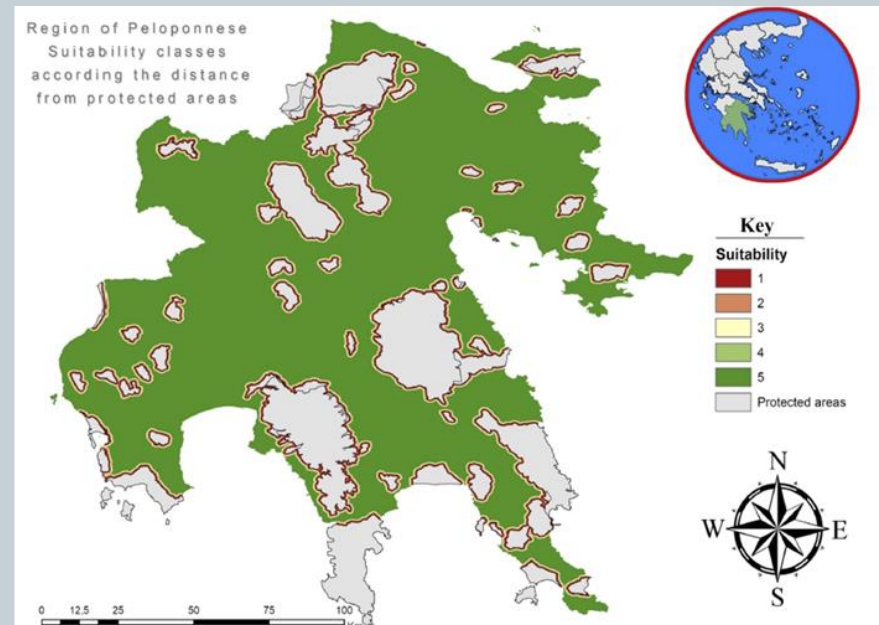 Region of Peloponnese
Suitability classes
according the distance
from protected areas
Key
Suitability
1
2
3
4
5
Protected areas
N
W E
S
0 12.5 25 50 75 100